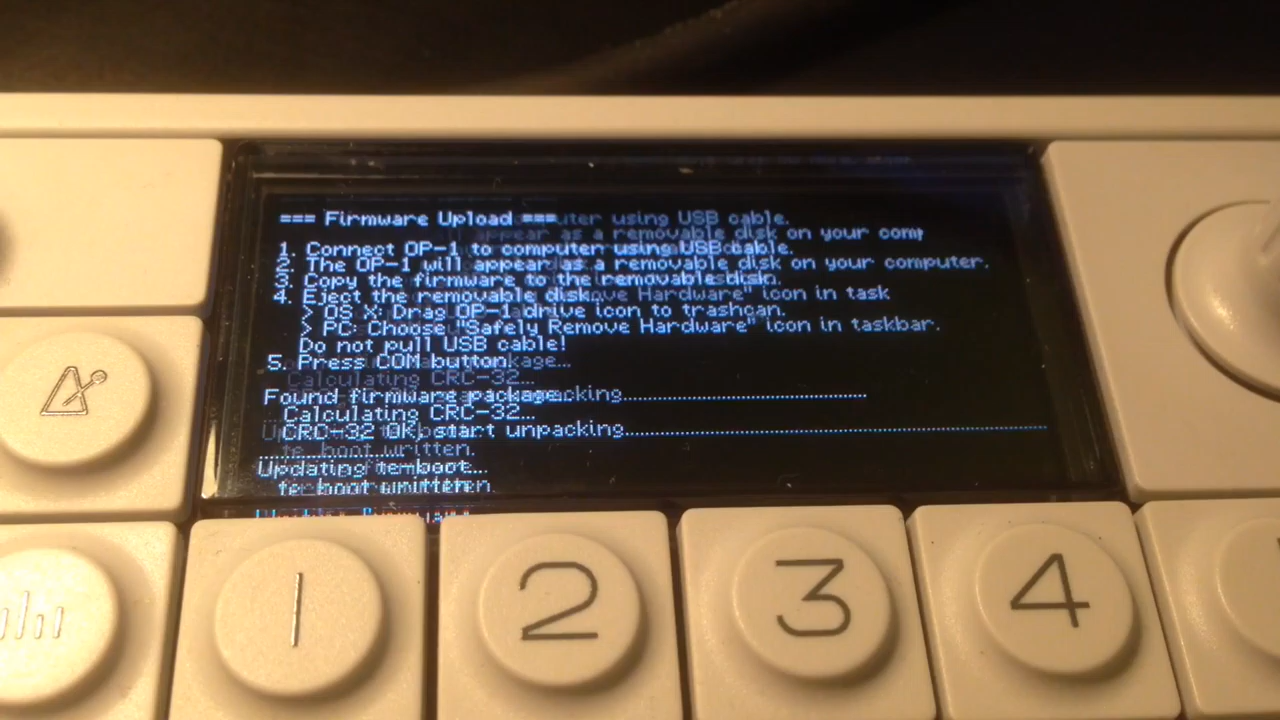 === Firmware Upload ===
1. Connect OP-1 to computer using USB cable.
2. The OP-1 will appear as a removable disk on your computer.
3. Copy the firmware to the removable disk.
4. Eject the removable disk.
> OS X: Drag OP-1 drive icon to trashcan.
> PC: Choose "Safely Remove Hardware" icon in taskbar.
Do not pull USB cable!
5. Press COM button.
Found firmware package...
Calculating CRC-32...
CRC-32 OK, start unpacking...............................................................................
Updating te-boot...
te-boot written.
1
2
3
4